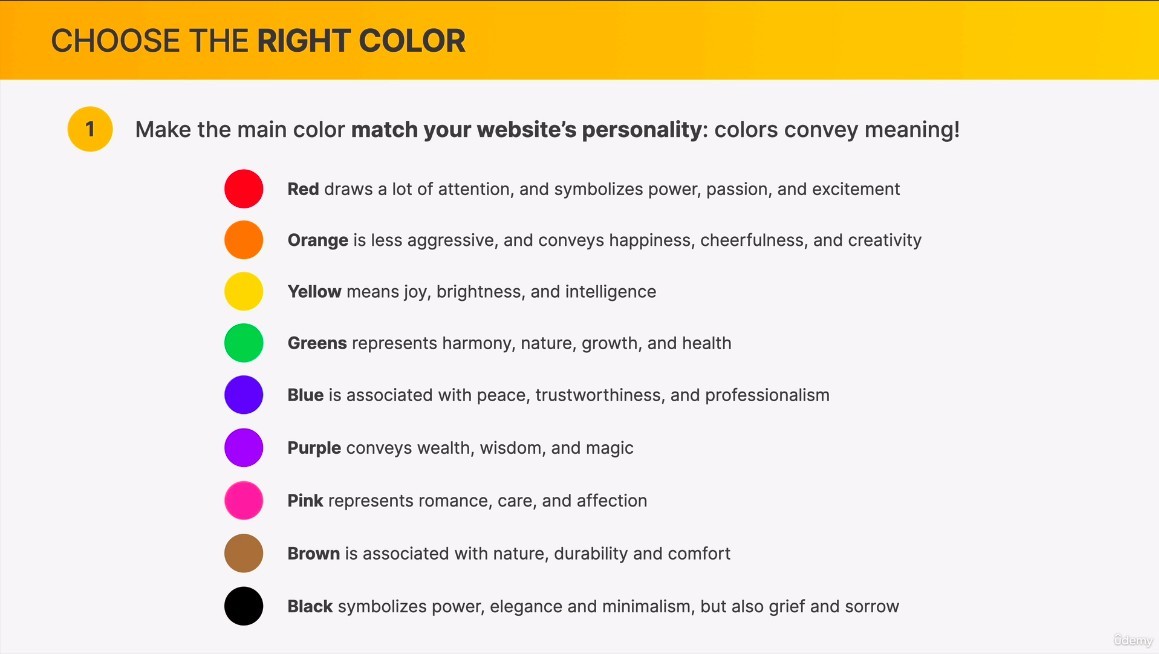 CHOOSE THE RIGHT COLOR
1 Make the main color match your website’s personality: colors convey meaning!
Red draws a lot of attention, and symbolizes power, passion, and excitement
Orange is less aggressive, and conveys happiness, cheerfulness, and creativity
Yellow means joy, brightness, and intelligence
Greens represents harmony, nature, growth, and health
Blue is associated with peace, trustworthiness, and professionalism
Purple conveys wealth, wisdom, and magic
Pink represents romance, care, and affection
Brown is associated with nature, durability and comfort
Black symbolizes power, elegance and minimalism, but also grief and sorrow
ûdemy